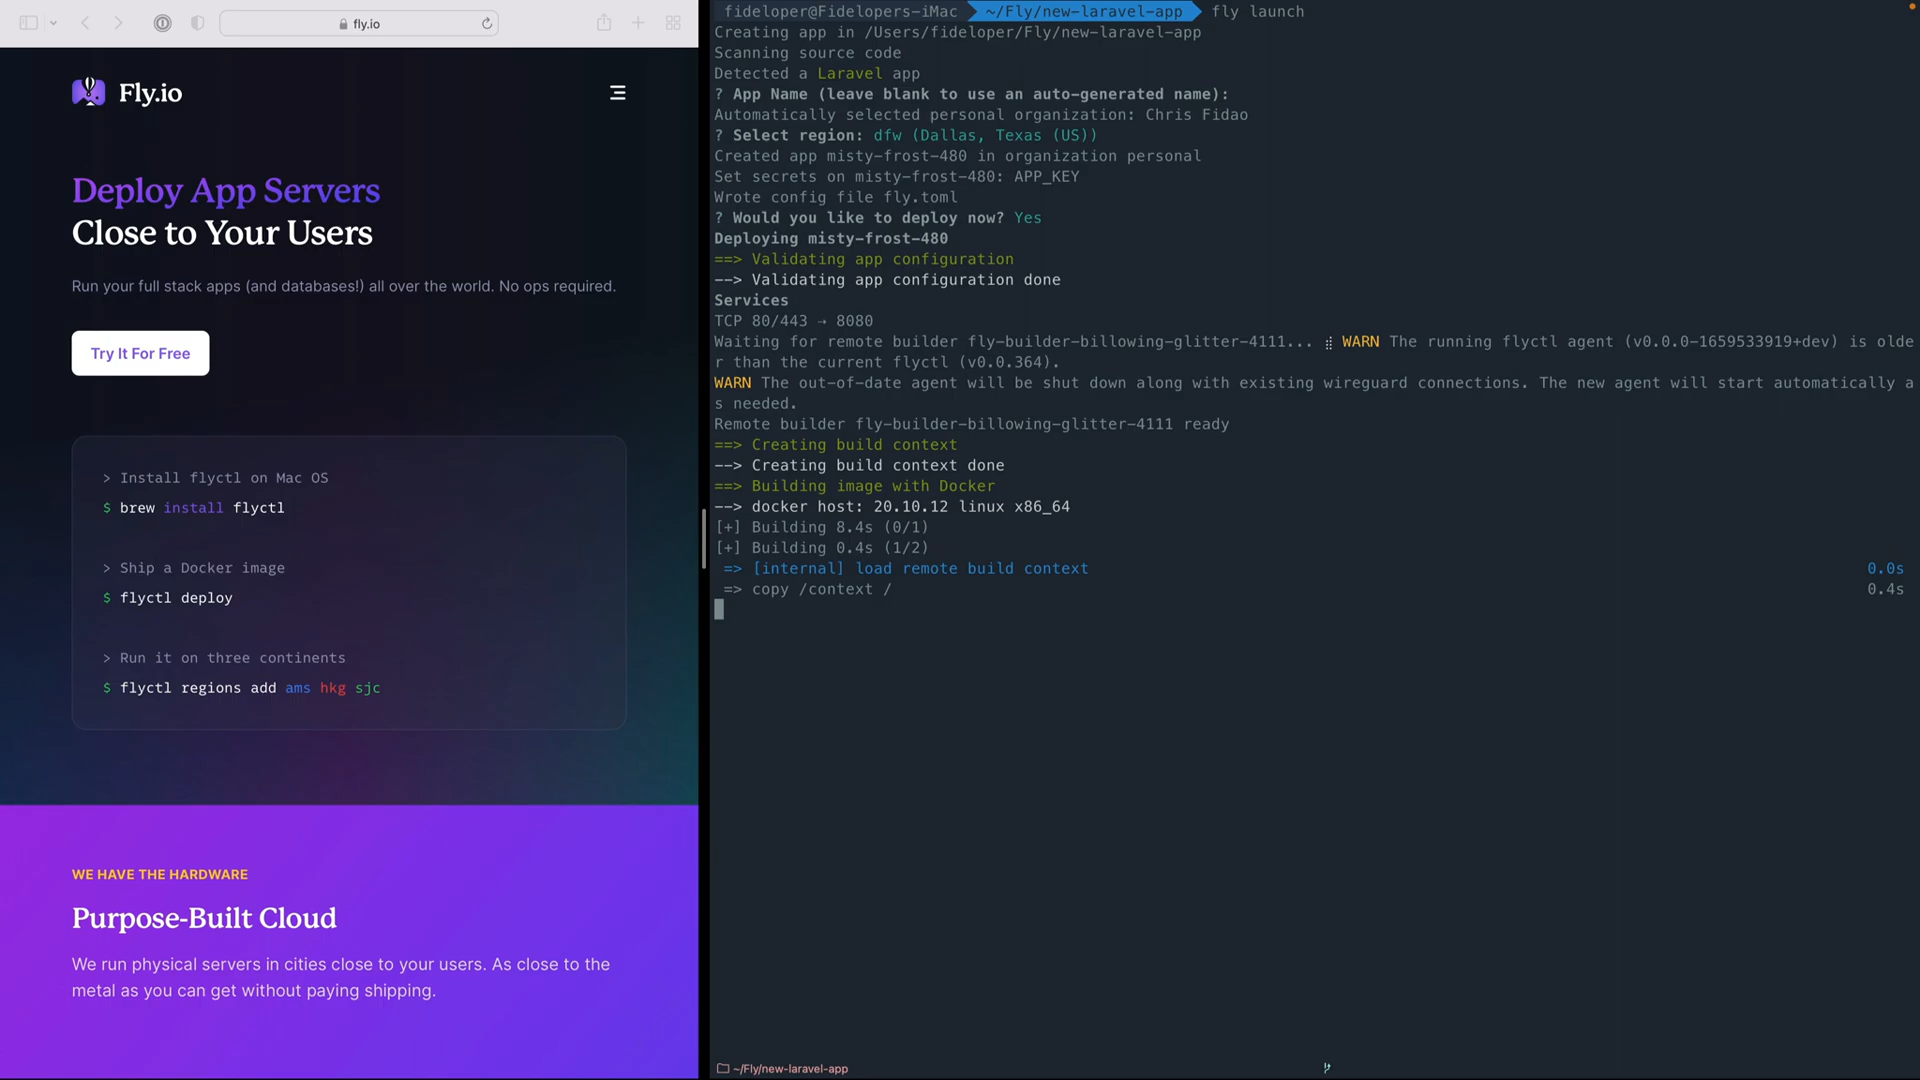 fly.io
Fly.io
Deploy App Servers
Close to Your Users
Run your full stack apps (and databases!) all over the world. No ops required.
Try It For Free
> Install flyctl on Mac OS
$ brew install flyctl
> Ship a Docker image
$ flyctl deploy
> Run it on three continents
$ flyctl regions add ams hkg sjc
WE HAVE THE HARDWARE
Purpose-Built Cloud
We run physical servers in cities close to your users. As close to the
metal as you can get without paying shipping.
fideloper@Fidelopers-iMac ~/Fly/new-laravel-app fly launch
Creating app in /Users/fideloper/Fly/new-laravel-app
Scanning source code
Detected a Laravel app
? App Name (leave blank to use an auto-generated name):
Automatically selected personal organization: Chris Fidao
? Select region: dfw (Dallas, Texas (US))
Created app misty-frost-480 in organization personal
Set secrets on misty-frost-480: APP_KEY
Wrote config file fly.toml
? Would you like to deploy now? Yes
Deploying misty-frost-480
==> Validating app configuration
--> Validating app configuration done
Services
TCP 80/443 → 8080
Waiting for remote builder fly-builder-billowing-glitter-4111... ⣾ WARN The running flyctl agent (v0.0.0-1659533919+dev) is olde
r than the current flyctl (v0.0.364).
WARN The out-of-date agent will be shut down along with existing wireguard connections. The new agent will start automatically a
s needed.
Remote builder fly-builder-billowing-glitter-4111 ready
==> Creating build context
--> Creating build context done
==> Building image with Docker
--> docker host: 20.10.12 linux x86_64
[+] Building 8.4s (0/1)
[+] Building 0.4s (1/2)
=> [internal] load remote build context 0.0s
=> copy /context / 0.4s
~/Fly/new-laravel-app